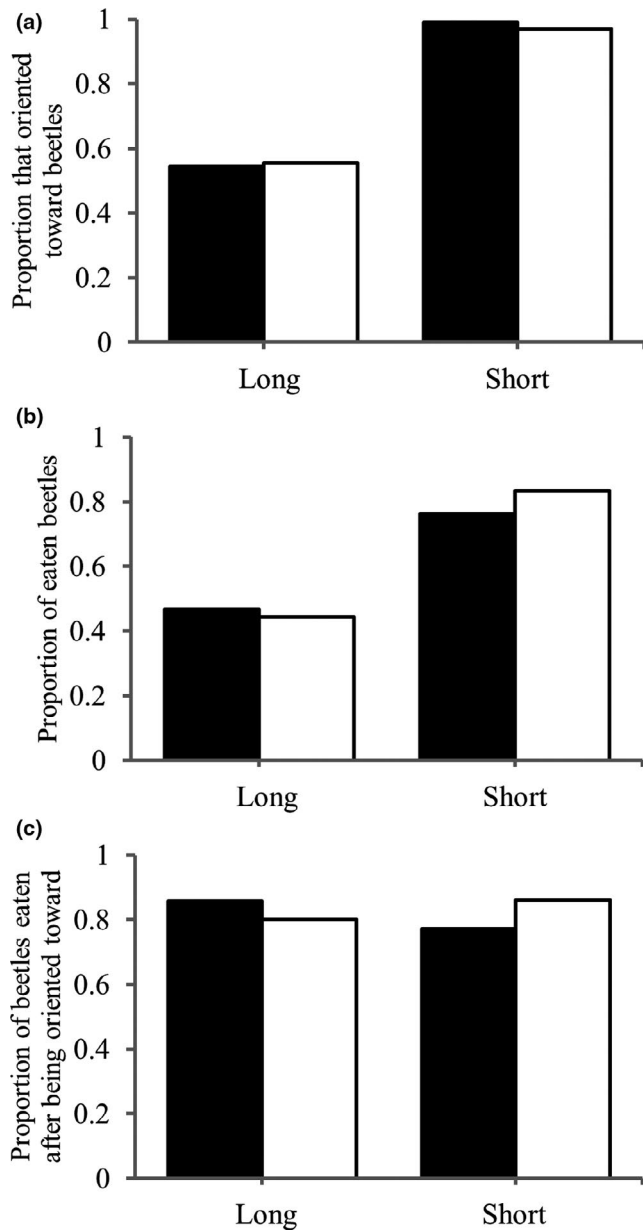 (a)
Proportion that oriented
toward beetles
1
0.8
0.6
0.4
0.2
0
Long Short
(b)
Proportion of eaten beetles
1
0.8
0.6
0.4
0.2
0
Long Short
(c)
Proportion of beetles eaten
after being oriented toward
1
0.8
0.6
0.4
0.2
0
Long Short